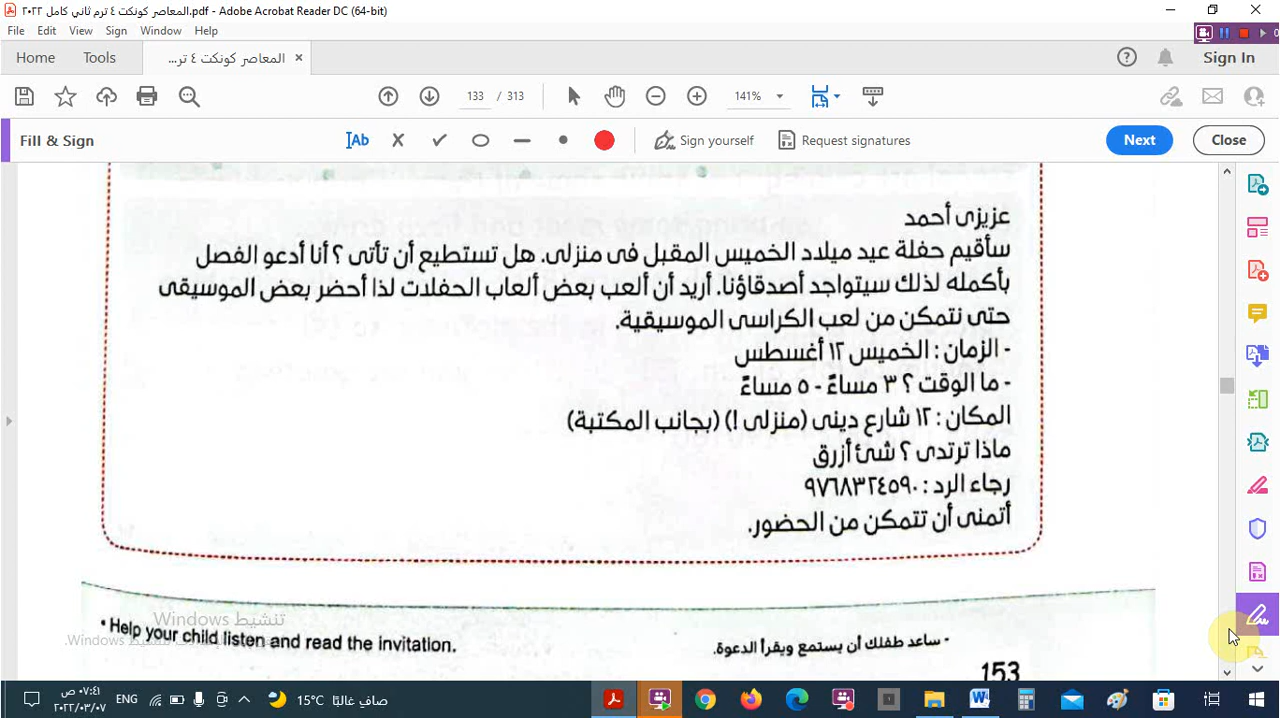 المعاصر كونكت ٤ ترم ثاني كامل ٢٠٢٢.pdf - Adobe Acrobat Reader DC (64-bit)
File Edit View Sign Window Help
Home Tools المعاصر كونكت ٤ تر... × Sign In
133 / 313 141%
Fill & Sign Ab Sign yourself Request signatures Next Close
عزيزى أحمد
سأقيم حفلة عيد ميلاد الخميس المقبل فى منزلى. هل تستطيع أن تأتى ؟ أنا أدعو الفصل
بأكمله لذلك سيتواجد أصدقاؤنا. أريد أن ألعب بعض ألعاب الحفلات لذا أحضر بعض الموسيقى
حتى نتمكن من لعب الكراسى الموسيقية.
- الزمان : الخميس ١٢ أغسطس
- ما الوقت ؟ ٣ مساءً - ٥ مساءً
المكان : ١٢ شارع دينى (منزلى !) (بجانب المكتبة)
ماذا ترتدى ؟ شئ أزرق
رجاء الرد : ٩٧٦٨٣٢٤٥٩٠
أتمنى أن تتمكن من الحضور.
تنشيط Windows
• Help your child listen and read the invitation.
- ساعد طفلك أن يستمع ويقرأ الدعوة.
153
٠٧:٤١ ص
٢٠٢٢/٠٣/٠٧
ENG
15°C صافي غالبًا